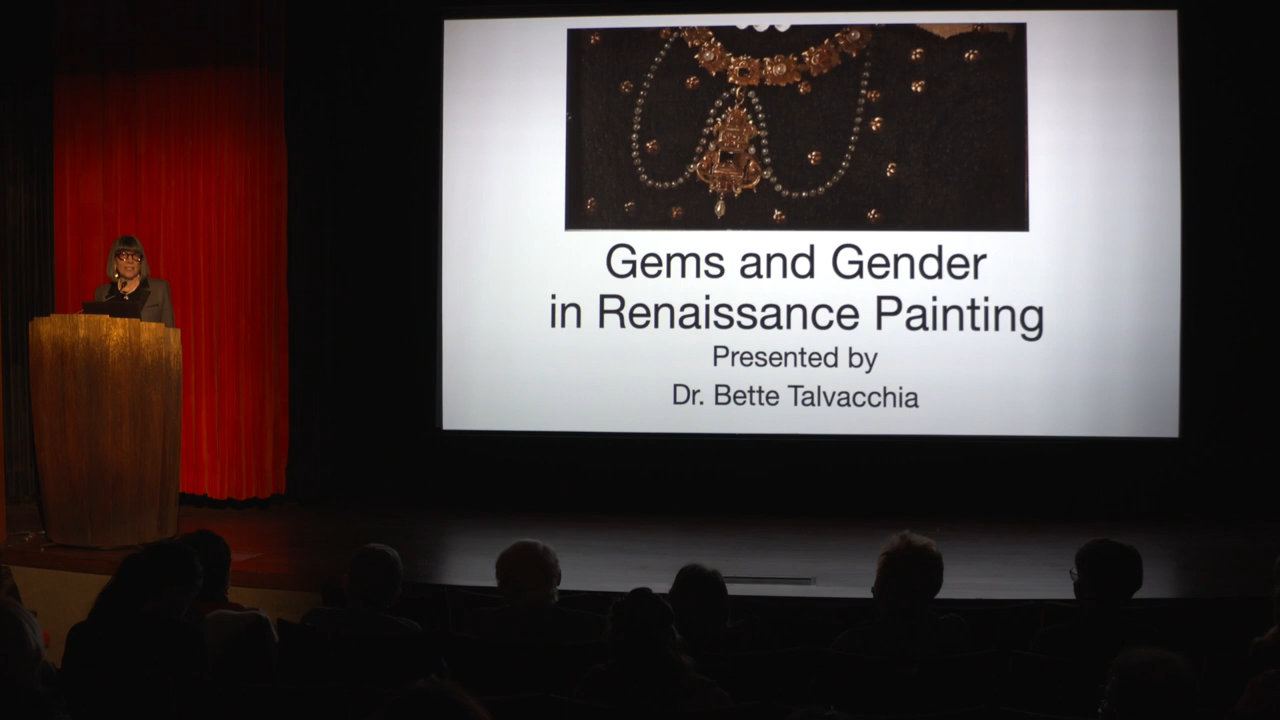 Gems and Gender
in Renaissance Painting
Presented by
Dr. Bette Talvacchia